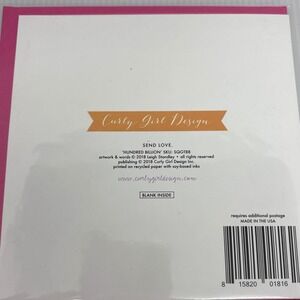 Curly Girl Design
SEND LOVE.
'HUNDRED BILLION' SKU: SQGT88
artwork & words © 2018 Leigh Standley • all rights reserved
publishing © 2018 Curly Girl Design Inc.
printed on recycled paper with soy-based inks
www.curlygirldesign.com
BLANK INSIDE
requires additional postage
MADE IN THE USA
8 15820 01816